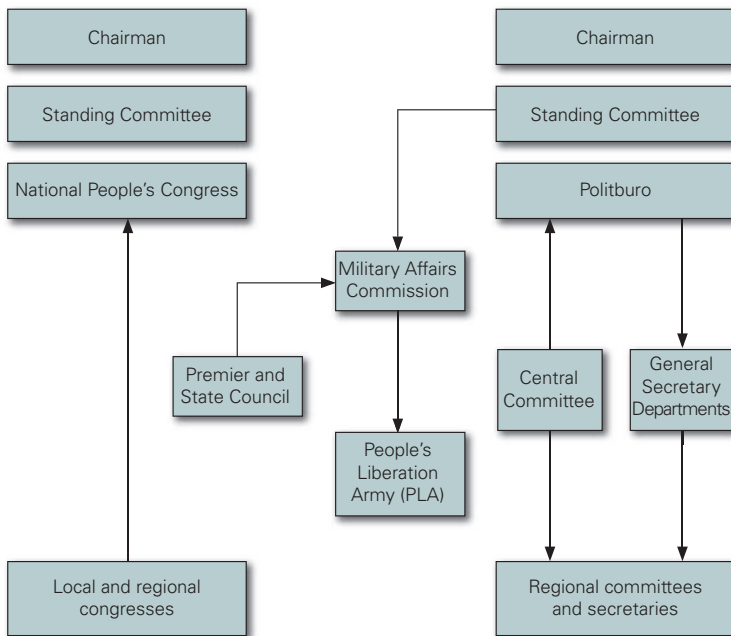 Chairman
Standing Committee
National People's Congress
Local and regional
congresses
Premier and
State Council
Military Affairs
Commission
People's
Liberation
Army (PLA)
Chairman
Standing Committee
Politburo
Central
Committee
General
Secretary
Departments
Regional committees
and secretaries